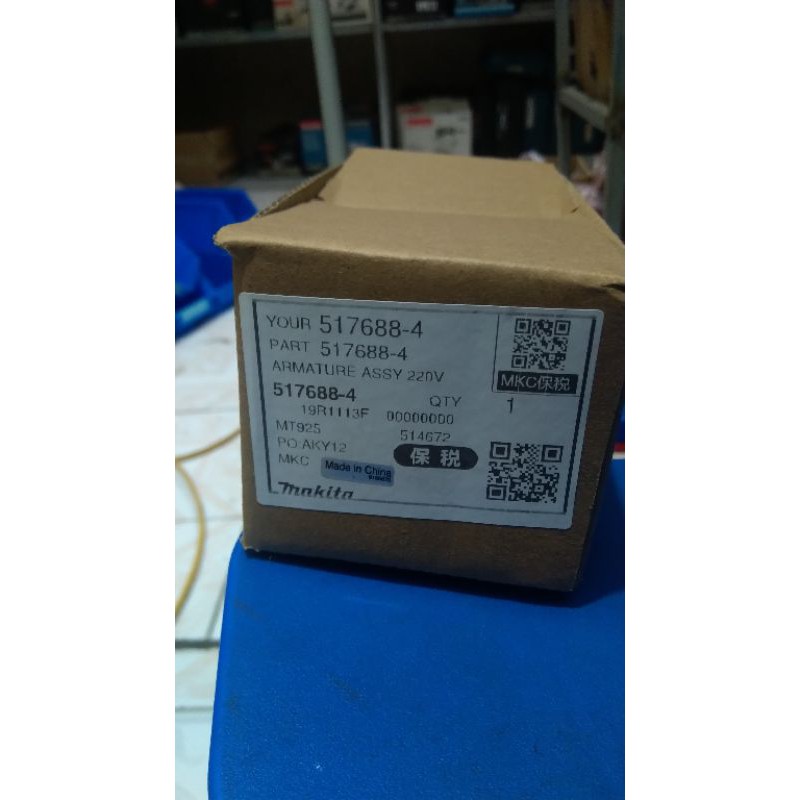 YOUR 517688-4
PART 517688-4
ARMATURE ASSY 220V
MKC保税
517688-4 QTY 1
19R1113F 00000000
MT925 514672
PO.AKY12
MKC Made in China 保税
makita